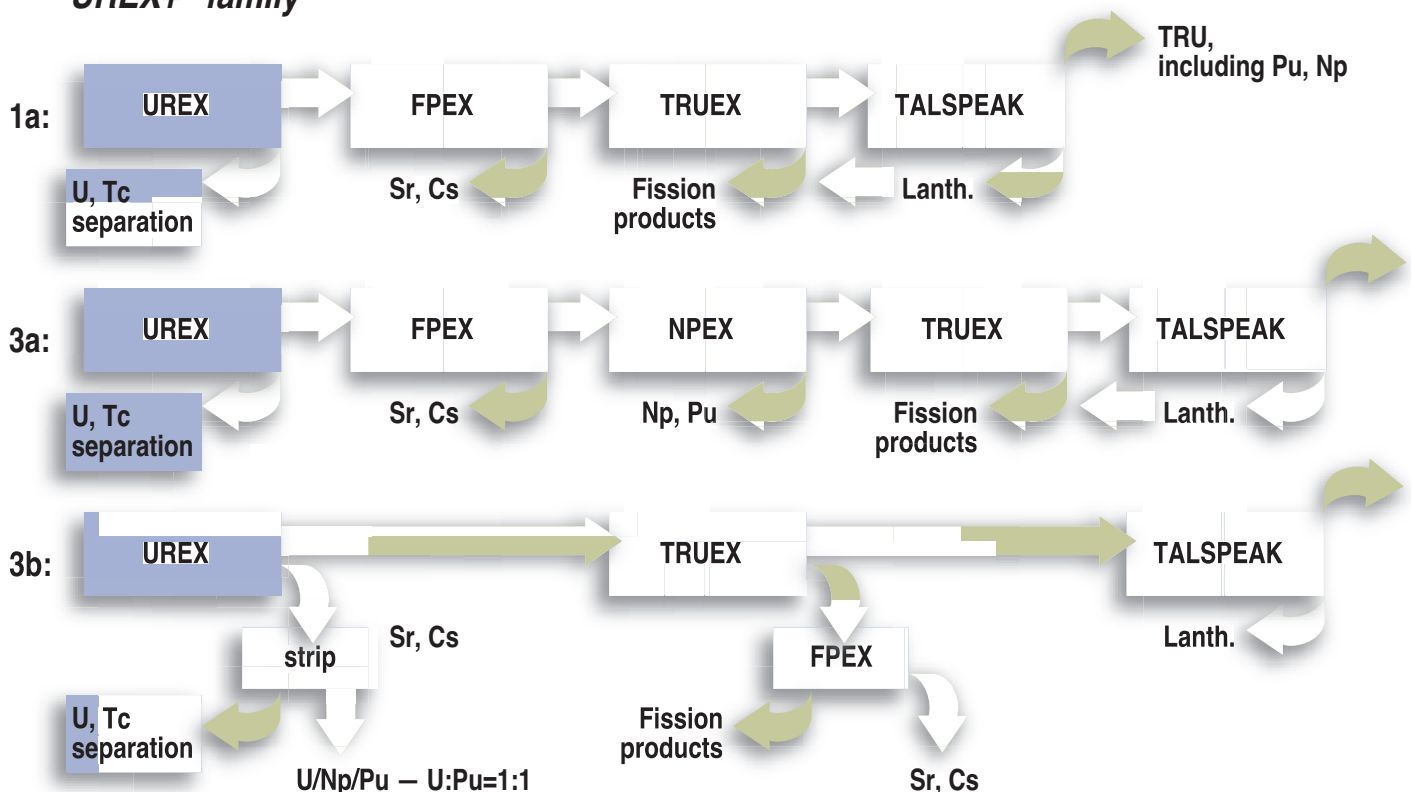 1a:
UREX
FPEX
TRUEX
TALSPEAK
TRU,
including Pu, Np
U, Tc
separation
Sr, Cs
Fission
products
Lanth.
3a:
UREX
FPEX
NPEX
TRUEX
TALSPEAK
U, Tc
separation
Sr, Cs
Np, Pu
Fission
products
Lanth.
3b:
UREX
TRUEX
TALSPEAK
strip
Sr, Cs
FPEX
Lanth.
U, Tc
separation
Fission
products
U/Np/Pu — U:Pu=1:1
Sr, Cs